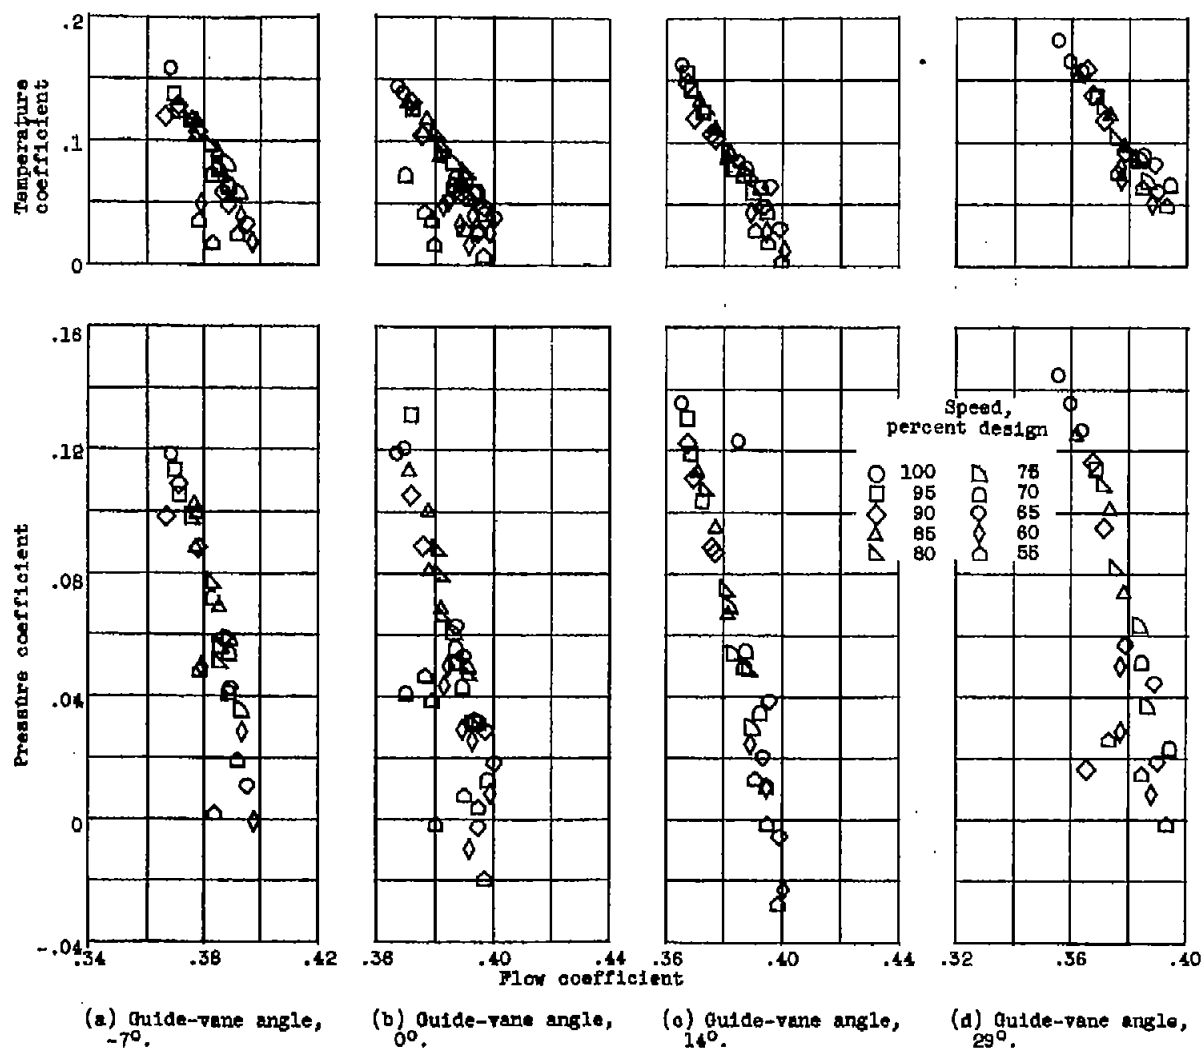 .2
.1
0
Temperature
coefficient
.16
.12
.08
.04
0
-.04
Pressure coefficient
Speed,
percent design
100 75
95 70
90 65
85 60
80 55
.34 .38 .42
.36 .40 .44
.36 .40 .44
.32 .36 .40
Flow coefficient
(a) Guide-vane angle,
-7°.
(b) Guide-vane angle,
0°.
(c) Guide-vane angle,
14°.
(d) Guide-vane angle,
29°.